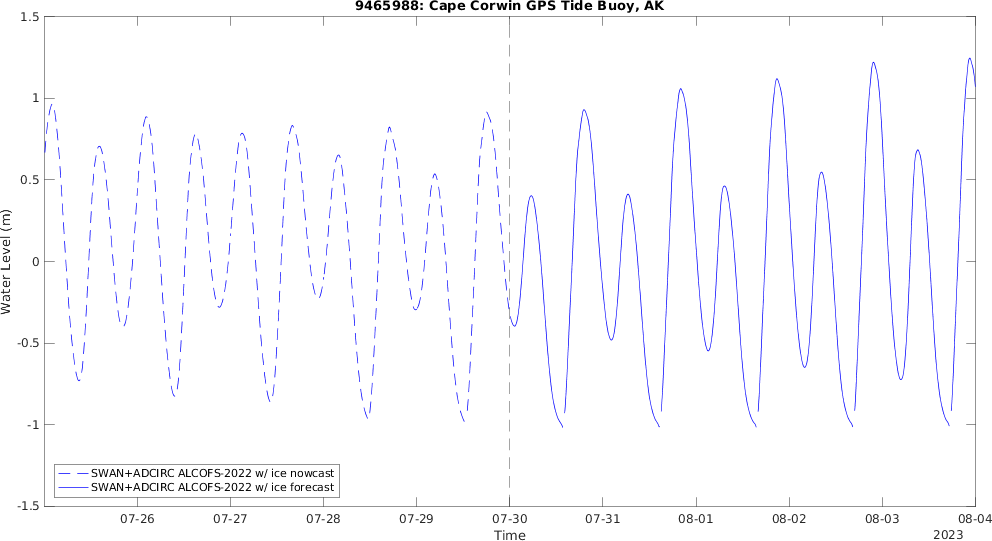 9465988: Cape Corwin GPS Tide Buoy, AK
1.5
1
0.5
0
-0.5
-1
-1.5
Water Level (m)
SWAN+ADCIRC ALCOFS-2022 w/ ice nowcast
SWAN+ADCIRC ALCOFS-2022 w/ ice forecast
07-26 07-27 07-28 07-29 07-30 07-31 08-01 08-02 08-03 08-04
Time
2023